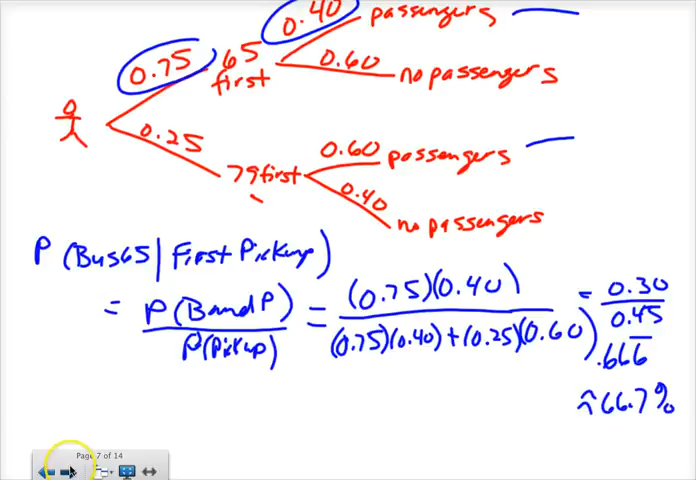 0.40 passengers
0.75 65 first
0.60 no passengers
0.25
79 first
0.60 passengers
0.40 no passengers
P (Bus 65 | First Pickup)
= P(B and P) / P(Pickup) = (0.75)(0.40) / (0.75)(0.40) + (0.25)(0.60) = 0.30 / 0.45
.666̅
≈ 66.7%
Page 7 of 14